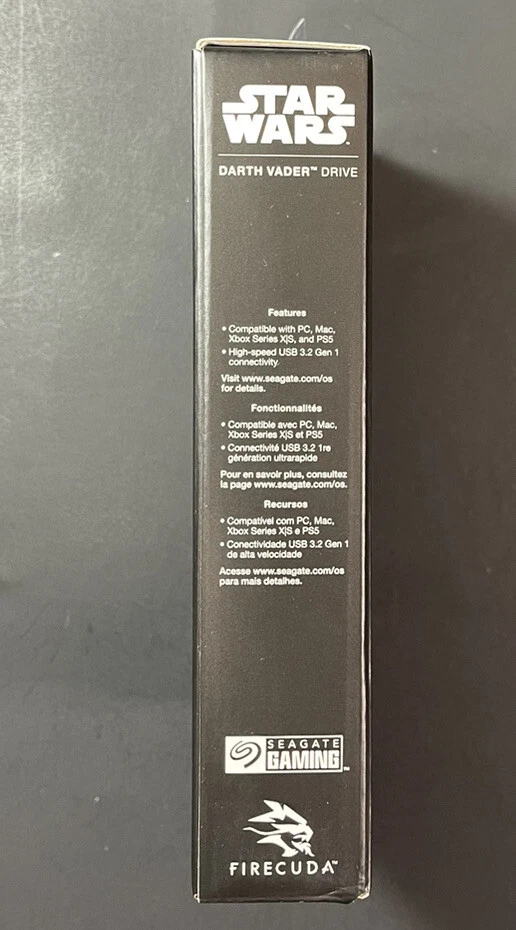 STAR
WARS™
DARTH VADER™ DRIVE
Features
• Compatible with PC, Mac,
Xbox Series X|S, and PS5
• High-speed USB 3.2 Gen 1
connectivity.
Visit www.seagate.com/os
for details.
Fonctionnalités
• Compatible avec PC, Mac,
Xbox Series X|S et PS5
• Connectivité USB 3.2 1re
génération ultrarapide
Pour en savoir plus, consultez
la page www.seagate.com/os.
Recursos
• Compatível com PC, Mac,
Xbox Series X|S e PS5
• Conectividade USB 3.2 Gen 1
de alta velocidade
Acesse www.seagate.com/os
para mais detalhes.
SEAGATE
GAMING™
FIRECUDA™